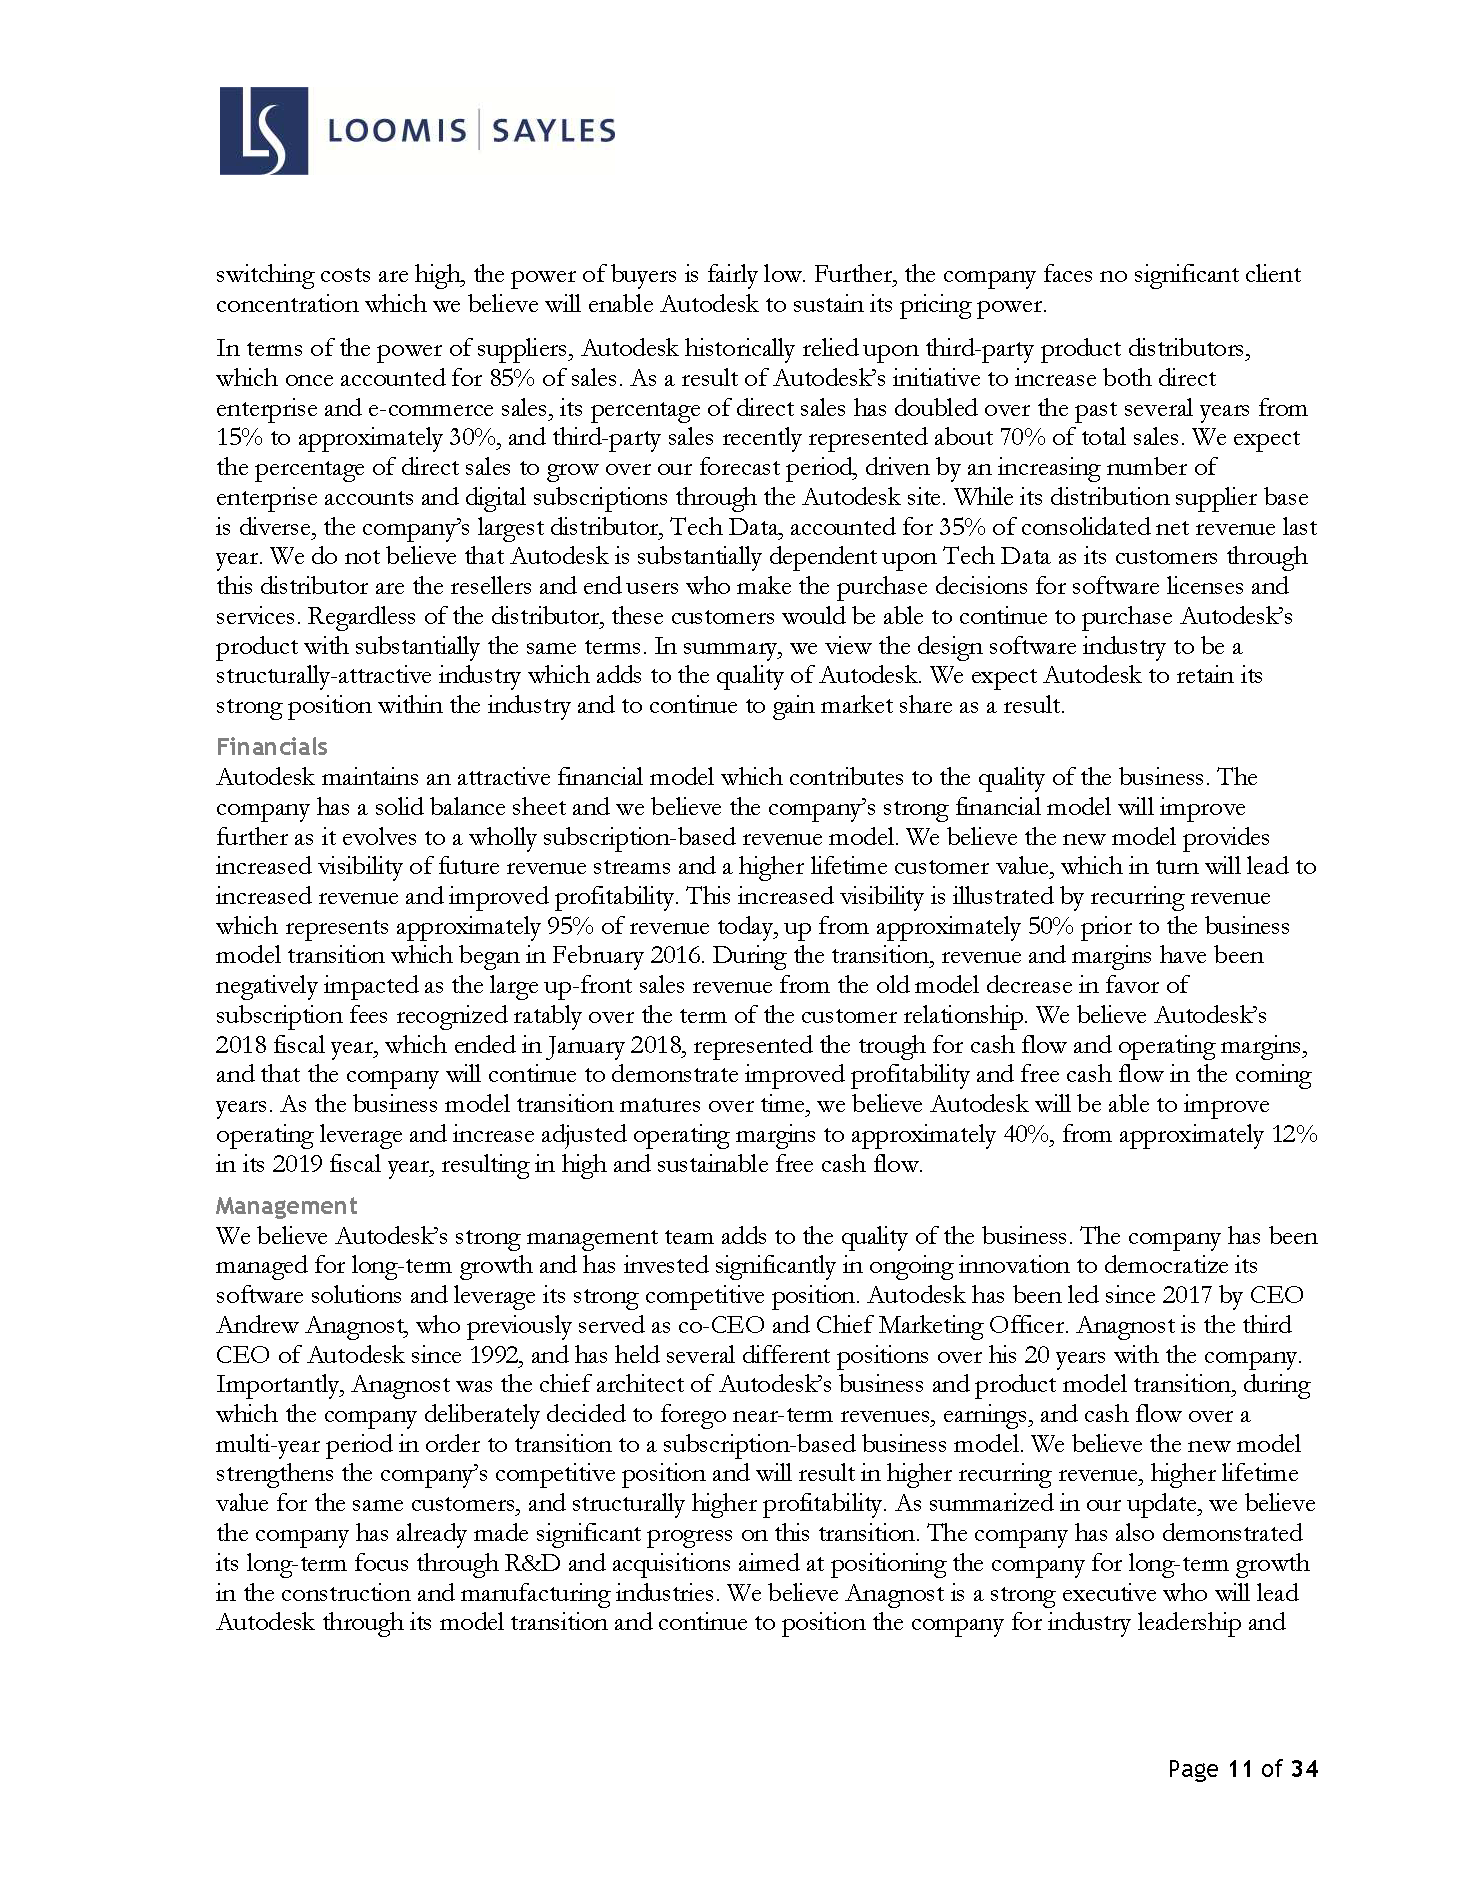 LS LOOMIS | SAYLES
switching costs are high, the power of buyers is fairly low. Further, the company faces no significant client
concentration which we believe will enable Autodesk to sustain its pricing power.
In terms of the power of suppliers, Autodesk historically relied upon third-party product distributors,
which once accounted for 85% of sales. As a result of Autodesk’s initiative to increase both direct
enterprise and e-commerce sales, its percentage of direct sales has doubled over the past several years from
15% to approximately 30%, and third-party sales recently represented about 70% of total sales. We expect
the percentage of direct sales to grow over our forecast period, driven by an increasing number of
enterprise accounts and digital subscriptions through the Autodesk site. While its distribution supplier base
is diverse, the company’s largest distributor, Tech Data, accounted for 35% of consolidated net revenue last
year. We do not believe that Autodesk is substantially dependent upon Tech Data as its customers through
this distributor are the resellers and end users who make the purchase decisions for software licenses and
services. Regardless of the distributor, these customers would be able to continue to purchase Autodesk’s
product with substantially the same terms. In summary, we view the design software industry to be a
structurally-attractive industry which adds to the quality of Autodesk. We expect Autodesk to retain its
strong position within the industry and to continue to gain market share as a result.
Financials
Autodesk maintains an attractive financial model which contributes to the quality of the business. The
company has a solid balance sheet and we believe the company’s strong financial model will improve
further as it evolves to a wholly subscription-based revenue model. We believe the new model provides
increased visibility of future revenue streams and a higher lifetime customer value, which in turn will lead to
increased revenue and improved profitability. This increased visibility is illustrated by recurring revenue
which represents approximately 95% of revenue today, up from approximately 50% prior to the business
model transition which began in February 2016. During the transition, revenue and margins have been
negatively impacted as the large up-front sales revenue from the old model decrease in favor of
subscription fees recognized ratably over the term of the customer relationship. We believe Autodesk’s
2018 fiscal year, which ended in January 2018, represented the trough for cash flow and operating margins,
and that the company will continue to demonstrate improved profitability and free cash flow in the coming
years. As the business model transition matures over time, we believe Autodesk will be able to improve
operating leverage and increase adjusted operating margins to approximately 40%, from approximately 12%
in its 2019 fiscal year, resulting in high and sustainable free cash flow.
Management
We believe Autodesk’s strong management team adds to the quality of the business. The company has been
managed for long-term growth and has invested significantly in ongoing innovation to democratize its
software solutions and leverage its strong competitive position. Autodesk has been led since 2017 by CEO
Andrew Anagnost, who previously served as co-CEO and Chief Marketing Officer. Anagnost is the third
CEO of Autodesk since 1992, and has held several different positions over his 20 years with the company.
Importantly, Anagnost was the chief architect of Autodesk’s business and product model transition, during
which the company deliberately decided to forego near-term revenues, earnings, and cash flow over a
multi-year period in order to transition to a subscription-based business model. We believe the new model
strengthens the company’s competitive position and will result in higher recurring revenue, higher lifetime
value for the same customers, and structurally higher profitability. As summarized in our update, we believe
the company has already made significant progress on this transition. The company has also demonstrated
its long-term focus through R&D and acquisitions aimed at positioning the company for long-term growth
in the construction and manufacturing industries. We believe Anagnost is a strong executive who will lead
Autodesk through its model transition and continue to position the company for industry leadership and
Page 11 of 34